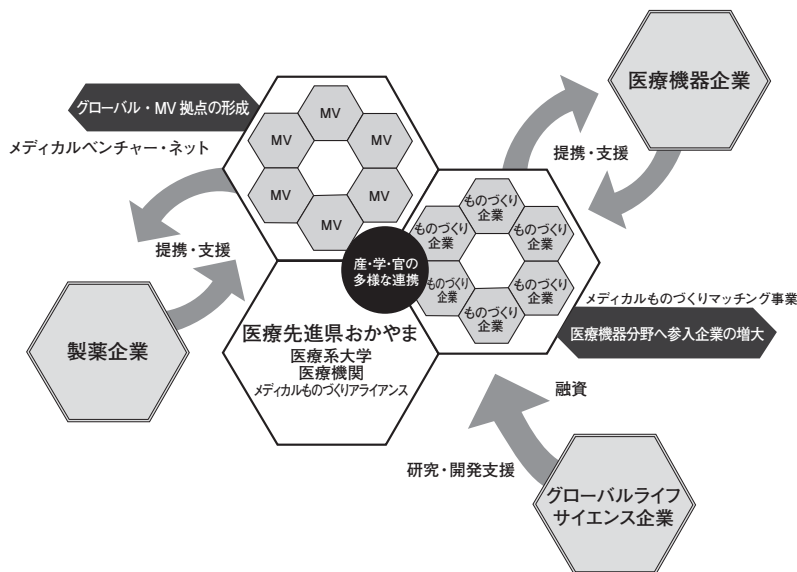 医療機器企業
グローバル・MV 拠点の形成
メディカルベンチャー・ネット
MV
MV
MV
MV
MV
MV
提携・支援
ものづくり
企業
ものづくり
企業
ものづくり
企業
ものづくり
企業
ものづくり
企業
ものづくり
企業
提携・支援
産・学・官の
多様な連携
製薬企業
医療先進県おかやま
医療系大学
医療機関
メディカルものづくりアライアンス
メディカルものづくりマッチング事業
医療機器分野へ参入企業の増大
融資
研究・開発支援
グローバルライフ
サイエンス企業